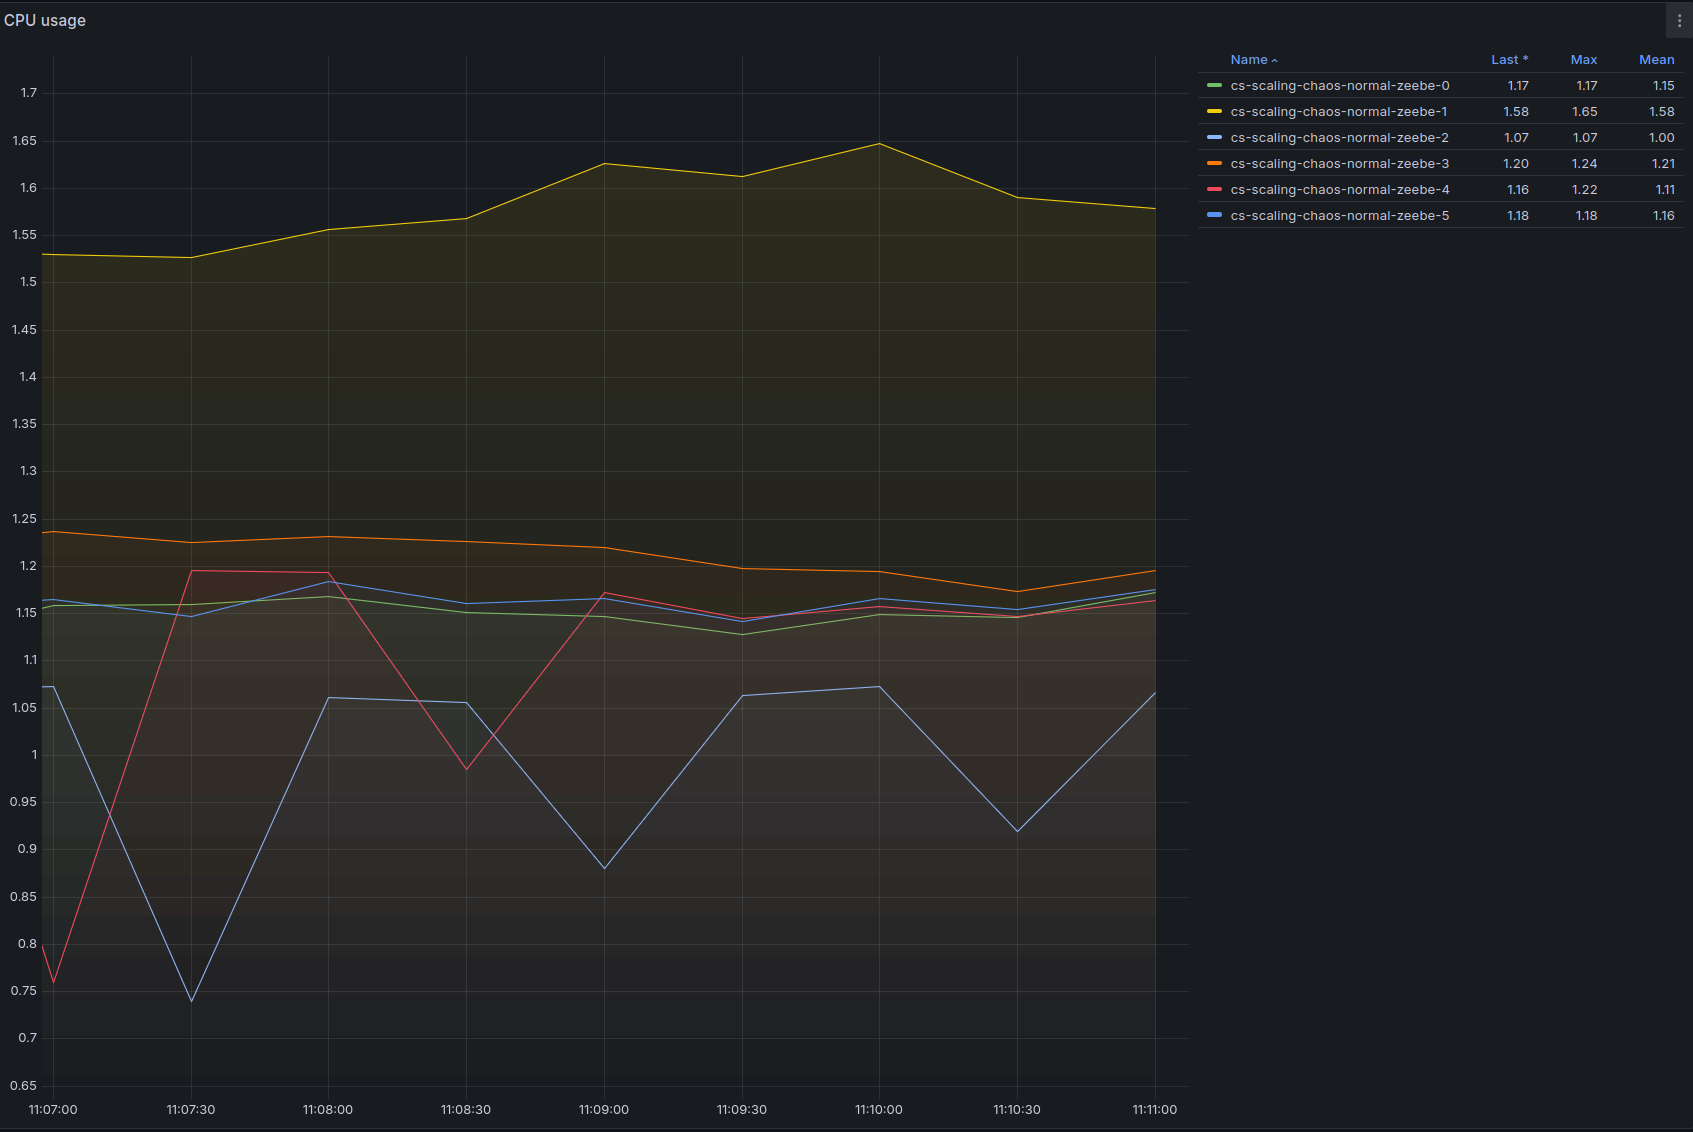 CPU usage
Name Last * Max Mean
cs-scaling-chaos-normal-zeebe-0 1.17 1.17 1.15
cs-scaling-chaos-normal-zeebe-1 1.58 1.65 1.58
cs-scaling-chaos-normal-zeebe-2 1.07 1.07 1.00
cs-scaling-chaos-normal-zeebe-3 1.20 1.24 1.21
cs-scaling-chaos-normal-zeebe-4 1.16 1.22 1.11
cs-scaling-chaos-normal-zeebe-5 1.18 1.18 1.16
1.7
1.65
1.6
1.55
1.5
1.45
1.4
1.35
1.3
1.25
1.2
1.15
1.1
1.05
1
0.95
0.9
0.85
0.8
0.75
0.7
0.65
11:07:00 11:07:30 11:08:00 11:08:30 11:09:00 11:09:30 11:10:00 11:10:30 11:11:00